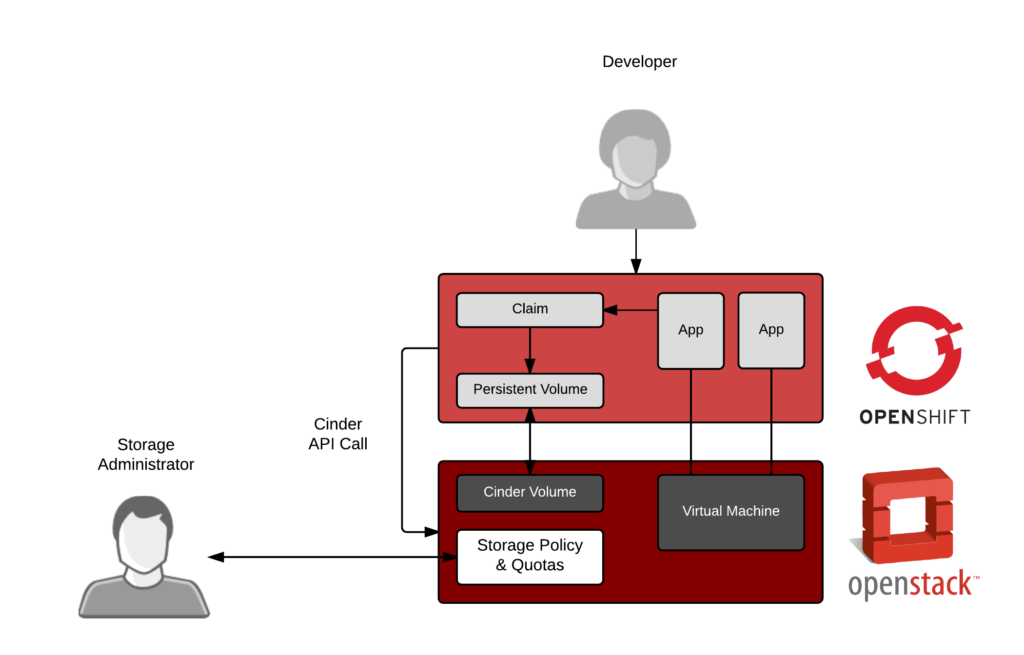 Developer
Claim
App
App
Persistent Volume
OPENSHIFT
Cinder
API Call
Storage
Administrator
Cinder Volume
Virtual Machine
Storage Policy
& Quotas
openstack™